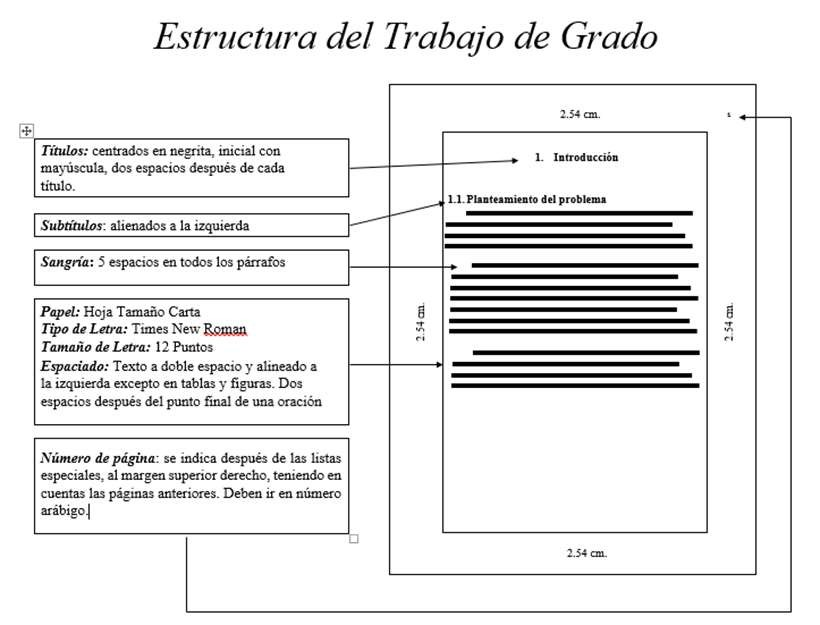 Estructura del Trabajo de Grado
Títulos: centrados en negrita, inicial con
mayúscula, dos espacios después de cada
título.
Subtítulos: alienados a la izquierda
Sangría: 5 espacios en todos los párrafos
Papel: Hoja Tamaño Carta
Tipo de Letra: Times New Roman
Tamaño de Letra: 12 Puntos
Espaciado: Texto a doble espacio y alineado a
la izquierda excepto en tablas y figuras. Dos
espacios después del punto final de una oración
Número de página: se indica después de las listas
especiales, al margen superior derecho, teniendo en
cuentas las páginas anteriores. Deben ir en número
arábigo.
2.54 cm.
1. Introducción
1.1. Planteamiento del problema
2.54 cm.
2.54 cm.
2.54 cm.